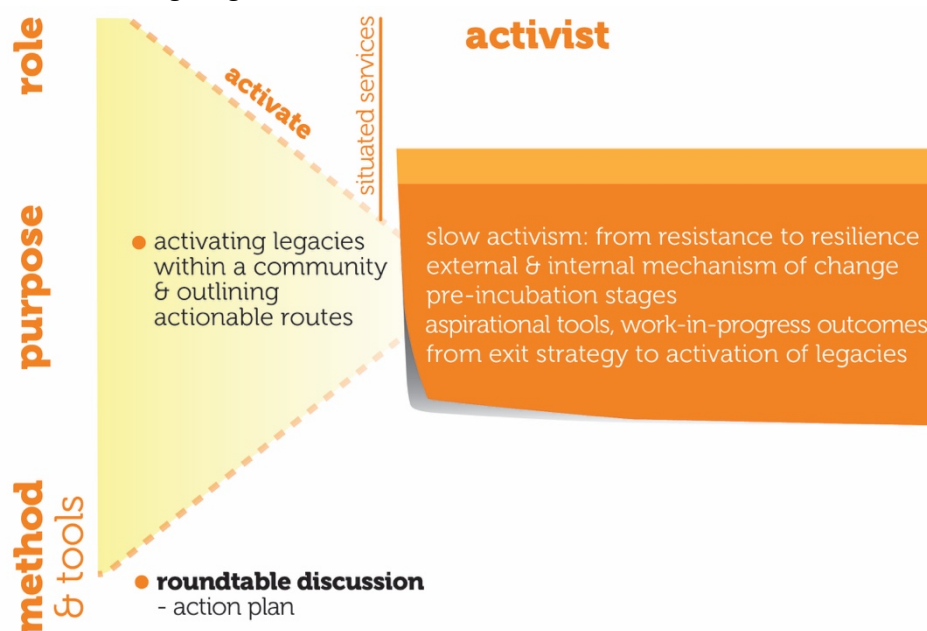 role
activist
activate
situated services
purpose
activating legacies
within a community
& outlining
actionable routes
slow activism: from resistance to resilience
external & internal mechanism of change
pre-incubation stages
aspirational tools, work-in-progress outcomes
from exit strategy to activation of legacies
method
& tools
roundtable discussion
- action plan